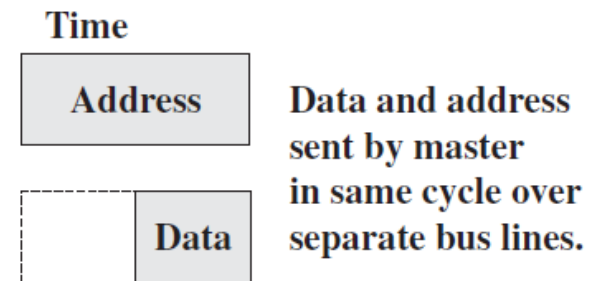 Time
Address
Data and address
sent by master
in same cycle over
separate bus lines.
Data